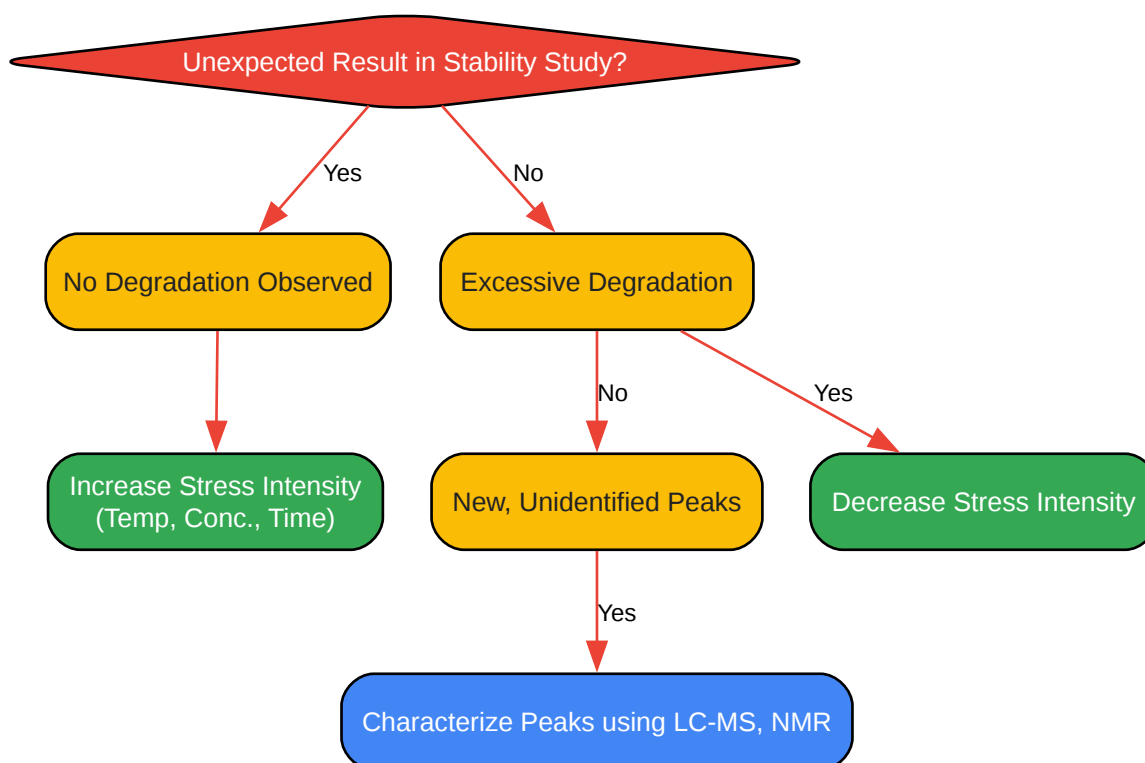 Unexpected Result in Stability Study?
Yes
No
No Degradation Observed
Excessive Degradation
No
Yes
Increase Stress Intensity
(Temp, Conc., Time)
New, Unidentified Peaks
Decrease Stress Intensity
Yes
Characterize Peaks using LC-MS, NMR